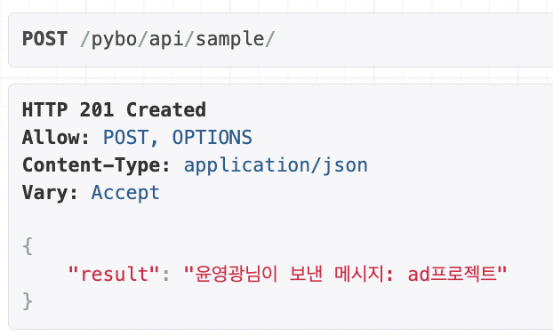 POST /pybo/api/sample/
HTTP 201 Created
Allow: POST, OPTIONS
Content-Type: application/json
Vary: Accept
{
"result": "윤영광님이 보낸 메시지: ad프로젝트"
}